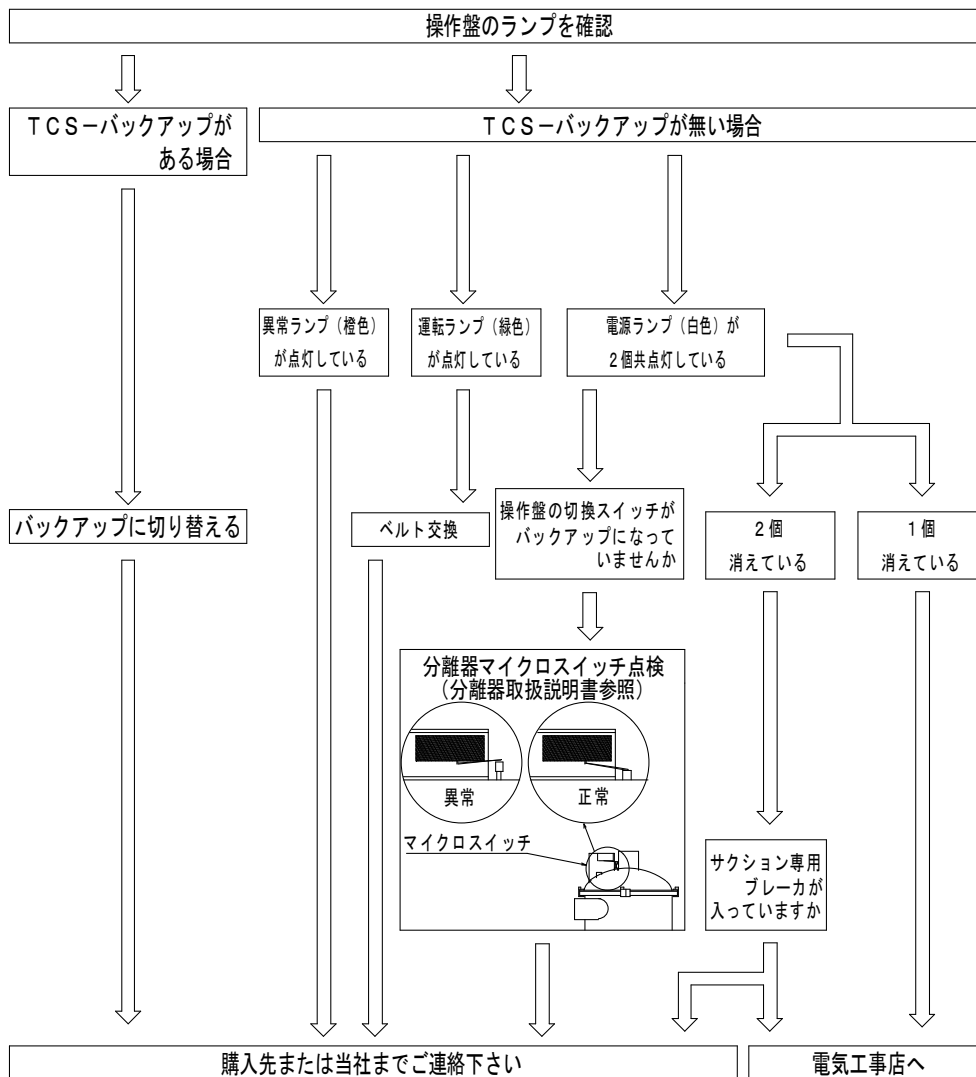 操作盤のランプを確認
ＴＣＳ－バックアップが
ある場合
ＴＣＳ－バックアップが無い場合
異常ランプ（橙色）
が点灯している
運転ランプ（緑色）
が点灯している
電源ランプ（白色）が
２個共点灯している
バックアップに切り替える
ベルト交換
操作盤の切換スイッチが
バックアップになって
いませんか
２個
消えている
１個
消えている
分離器マイクロスイッチ点検
（分離器取扱説明書参照）
異常
正常
マイクロスイッチ
サクション専用
ブレーカが
入っていますか
購入先または当社までご連絡下さい
電気工事店へ